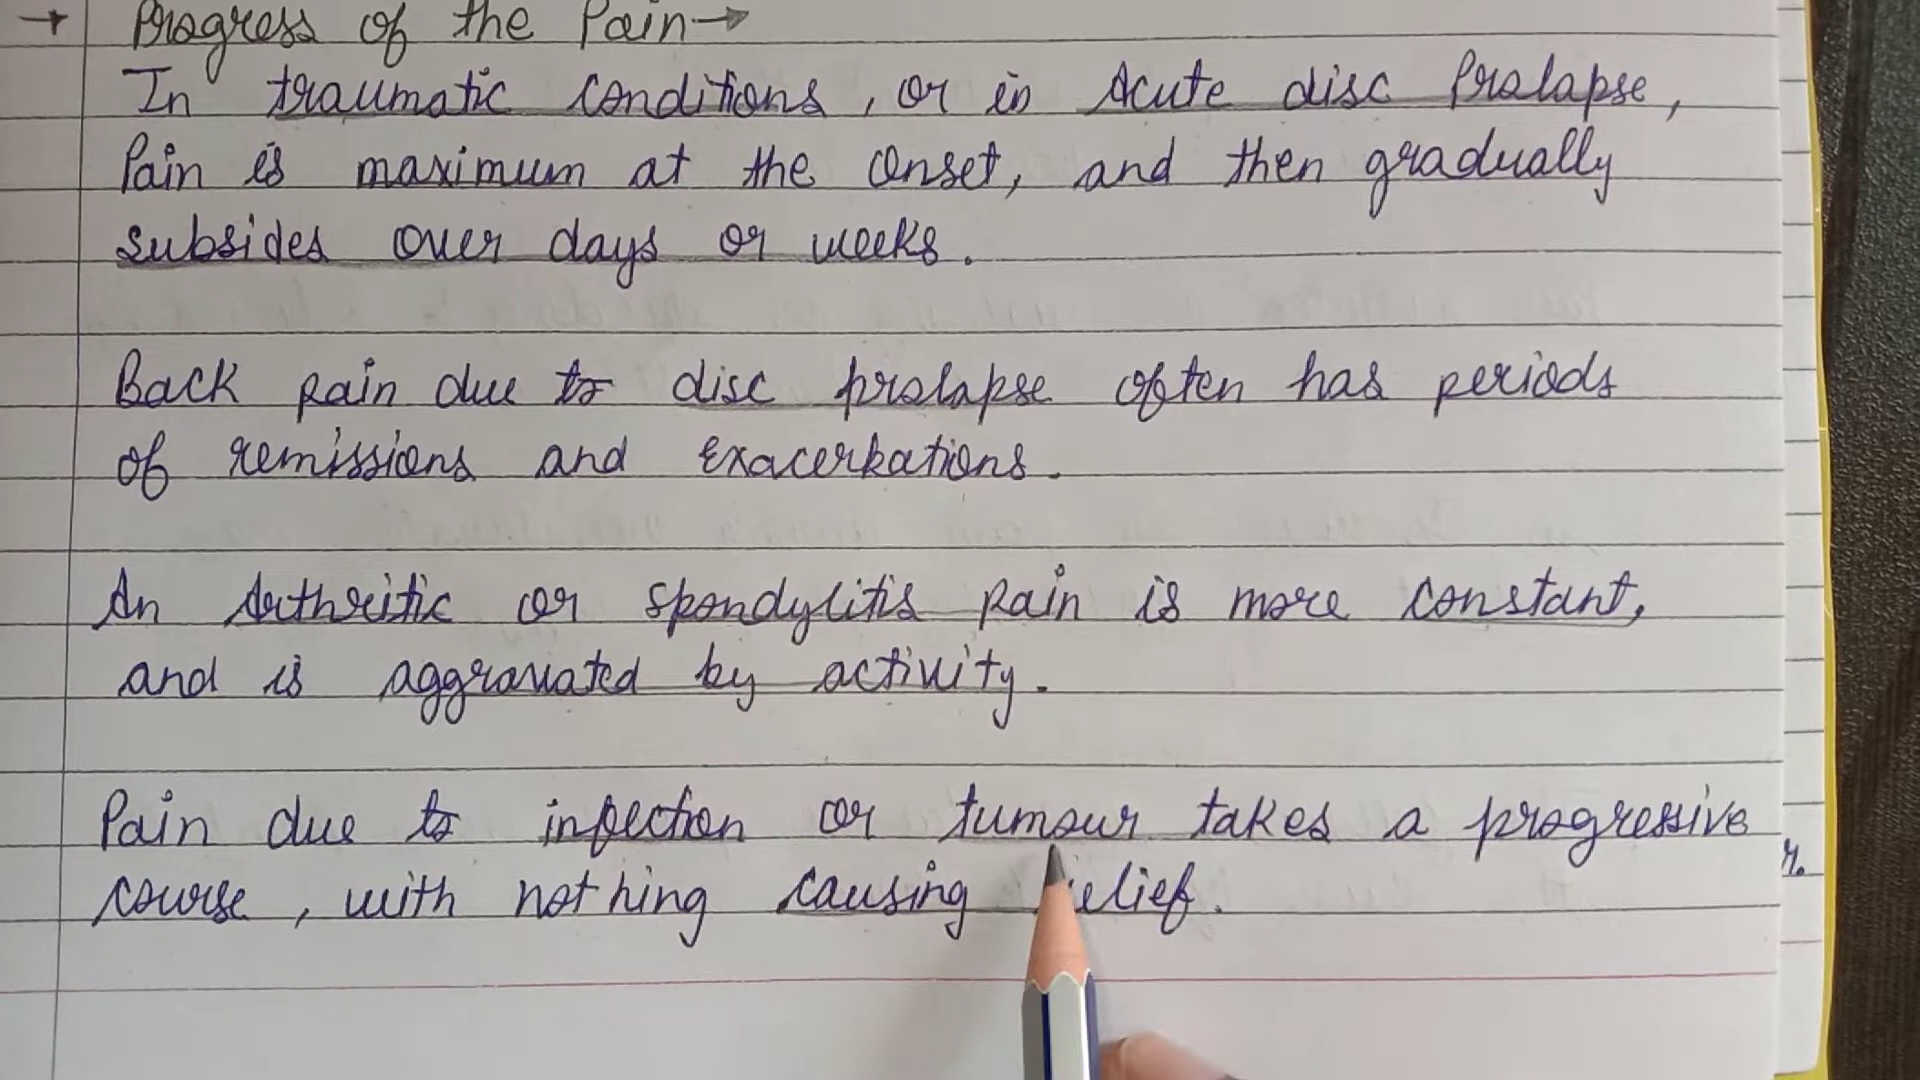 → Progress of the Pain →
In traumatic conditions, or in Acute disc Prolapse,
Pain is maximum at the onset, and then gradually
subsides over days or weeks.
Back pain due to disc prolapse often has periods
of remissions and Exacerbations.
An Arthritic or spondylitis pain is more constant,
and is aggravated by activity.
Pain due to infection or tumour takes a progressive
course, with nothing causing relief.
r.